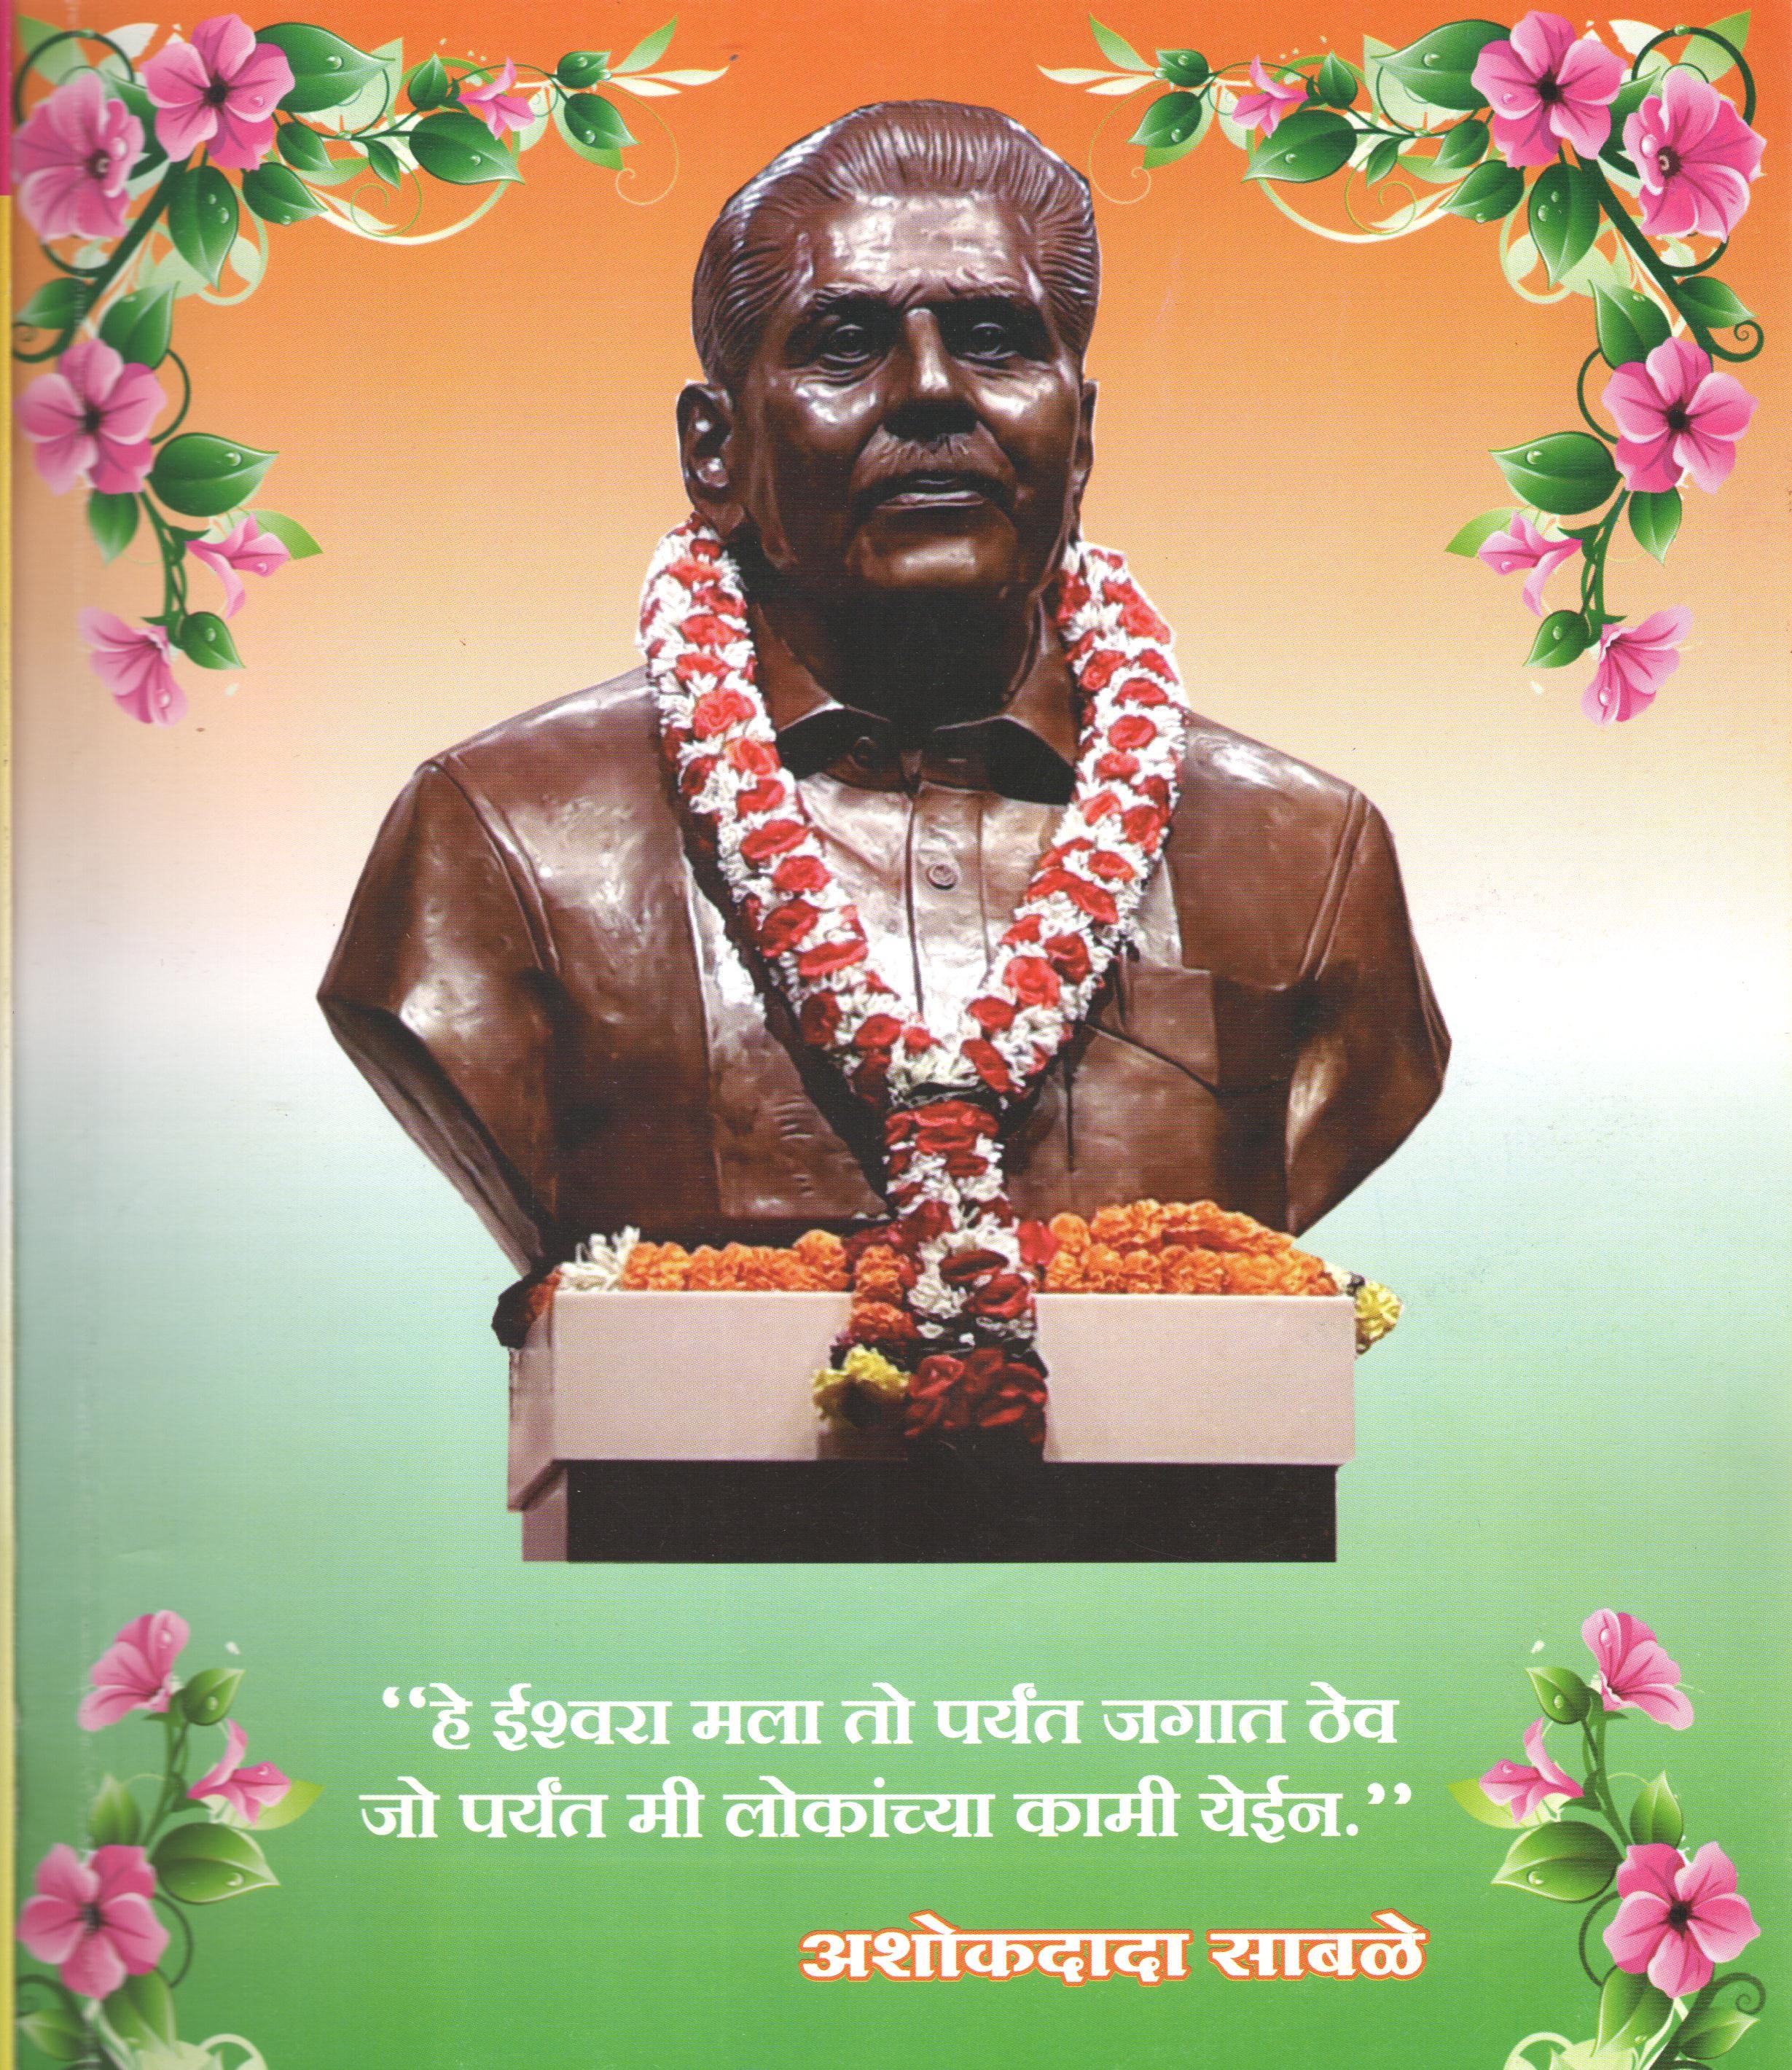 “हे ईश्वरा मला तो पर्यंत जगात ठेव
जो पर्यंत मी लोकांच्या कामी येईन.”
अशोकदादा साबळे